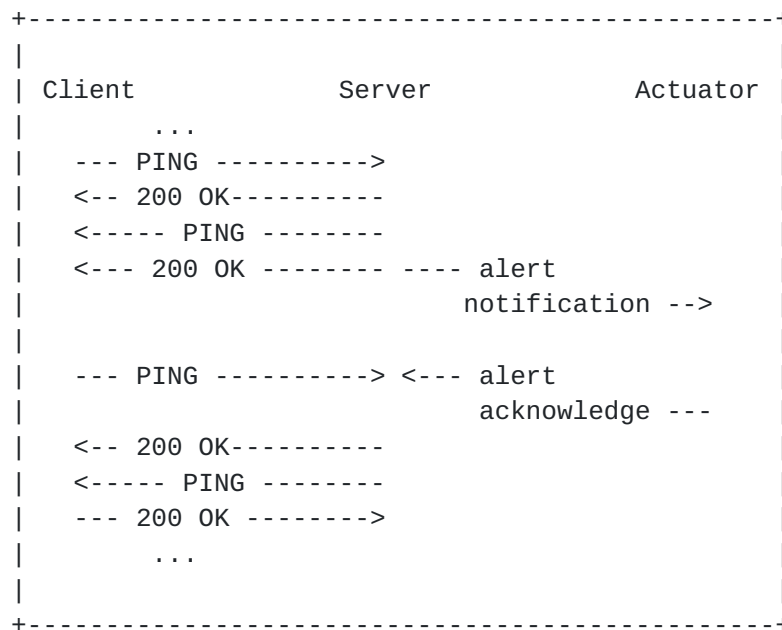 +------------------------------------------------+
|                                                |
| Client             Server             Actuator |
|        ...                                     |
|   --- PING ---------->                         |
|   <-- 200 OK----------                         |
|   <----- PING --------                         |
|   <--- 200 OK -------- ---- alert              |
|                            notification -->    |
|                                                |
|   --- PING ----------> <--- alert              |
|                             acknowledge ---    |
|   <-- 200 OK----------                         |
|   <----- PING --------                         |
|   --- 200 OK -------->                         |
|        ...                                     |
|                                                |
+------------------------------------------------+